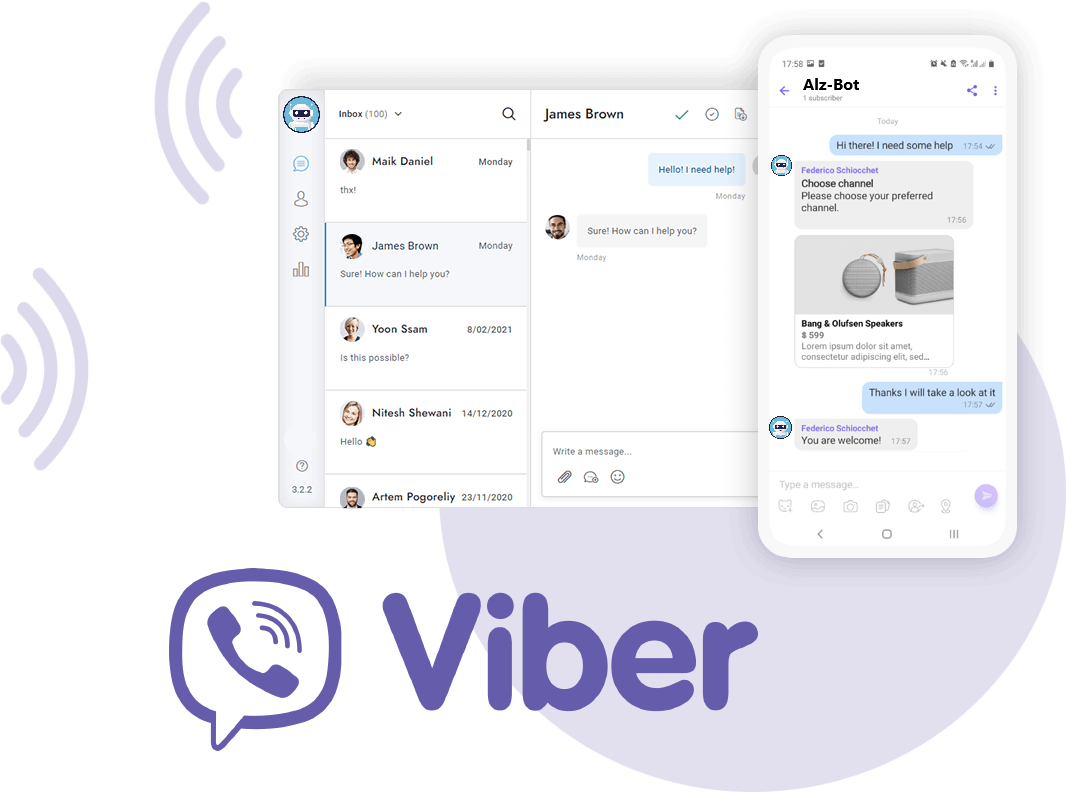 Inbox (100)
Maik Daniel Monday
thx!
James Brown Monday
Sure! How can I help you?
Yoon Ssam 8/02/2021
Is this possible?
Nitesh Shewani 14/12/2020
Hello 👏
Artem Pogoreliy 23/11/2020
3.2.2
James Brown
Hello! I need help!
Monday
Sure! How can I help you?
Monday
Write a message...
17:58
Alz-Bot
1 subscriber
Today
Hi there! I need some help 17:54
Federico Schiocchet
Choose channel
Please choose your preferred
channel.
17:56
Bang & Olufsen Speakers
$ 599
Lorem ipsum dolor sit amet,
consectetur adipiscing elit, sed...
17:56
Thanks I will take a look at it
17:57
Federico Schiocchet
You are welcome! 17:57
Type a message...
Viber